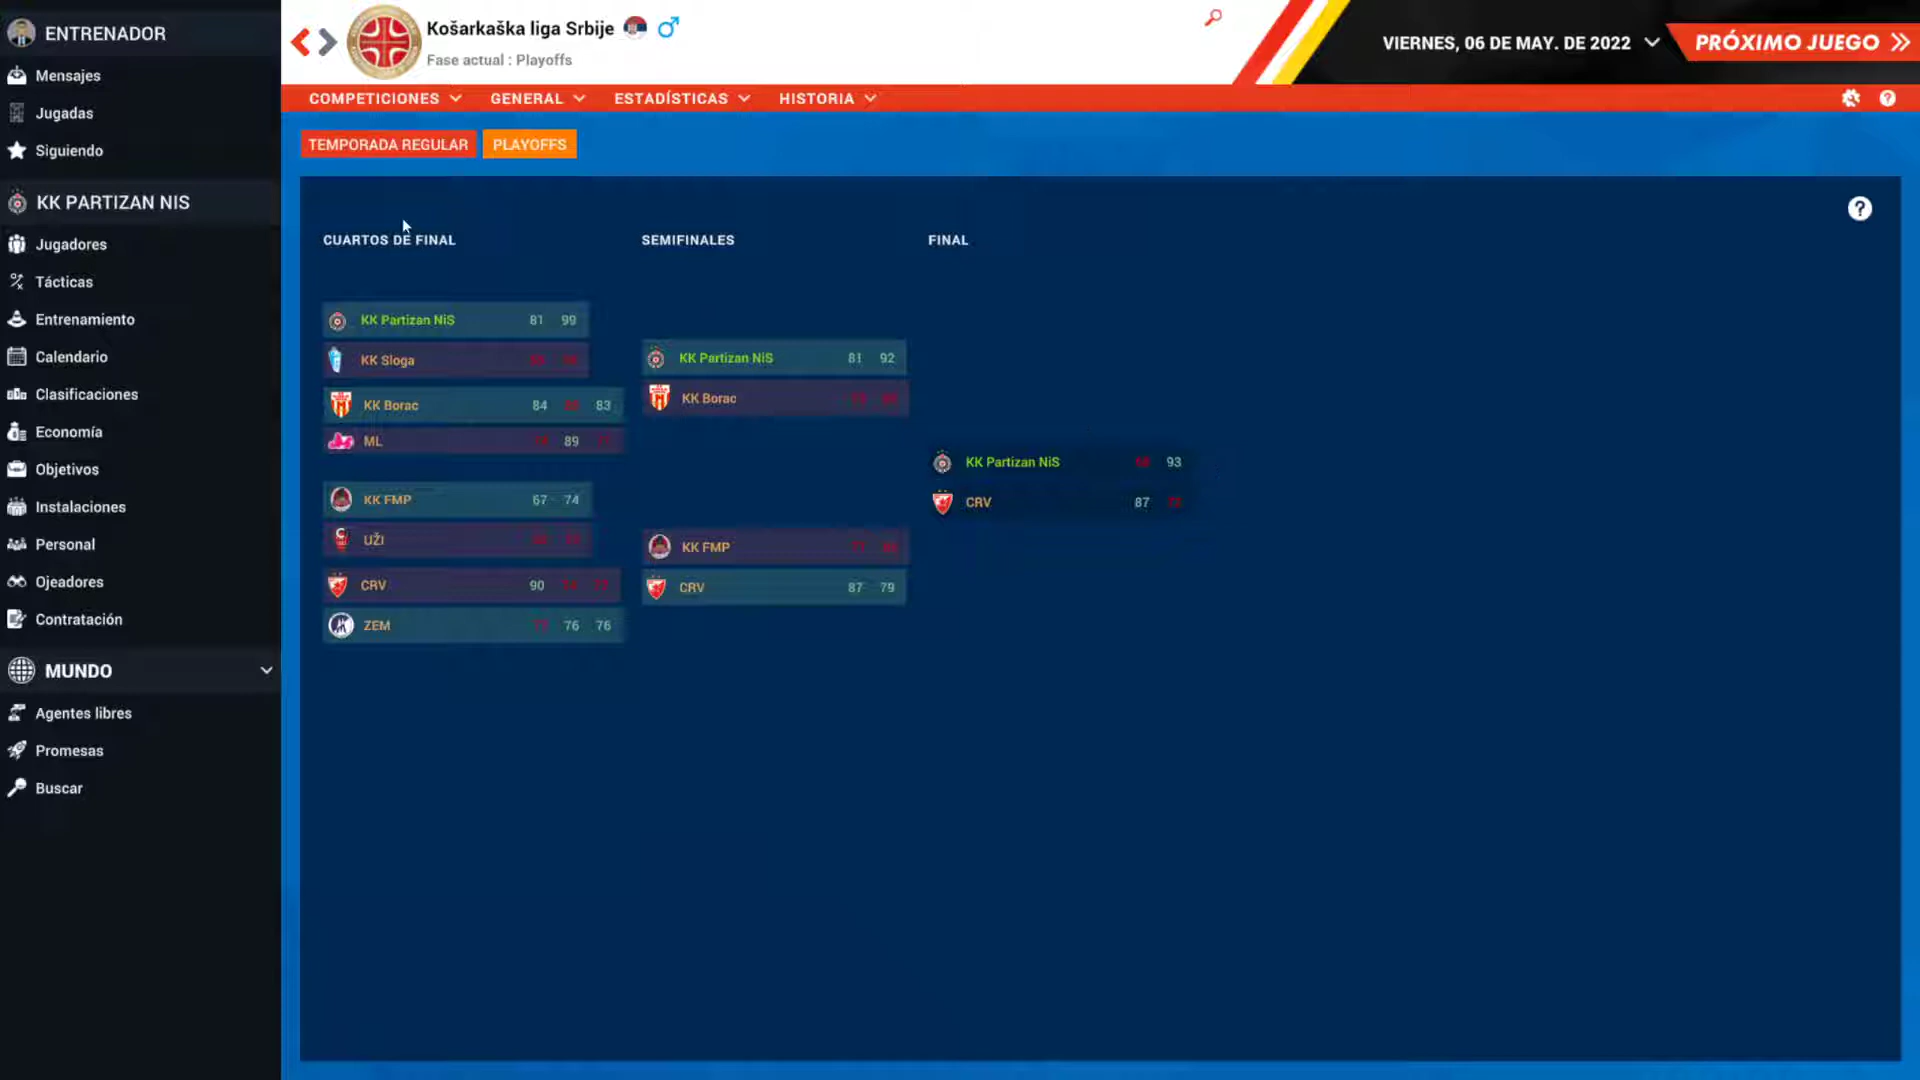 ENTRENADOR
Mensajes
Jugadas
Siguiendo
KK PARTIZAN NIS
Jugadores
Tácticas
Entrenamiento
Calendario
Clasificaciones
Economía
Objetivos
Instalaciones
Personal
Ojeadores
Contratación
MUNDO
Agentes libres
Promesas
Buscar
Košarkaška liga Srbije
Fase actual : Playoffs
VIERNES, 06 DE MAY. DE 2022
PRÓXIMO JUEGO
COMPETICIONES GENERAL ESTADÍSTICAS HISTORIA
TEMPORADA REGULAR PLAYOFFS
CUARTOS DE FINAL
KK Partizan NiS 81 99
KK Sloga
KK Borac 84 83
ML 89
KK FMP 67 74
UŽI
CRV 90
ZEM 76 76
SEMIFINALES
KK Partizan NiS 81 92
KK Borac
KK FMP
CRV 87 79
FINAL
KK Partizan NiS 93
CRV 87